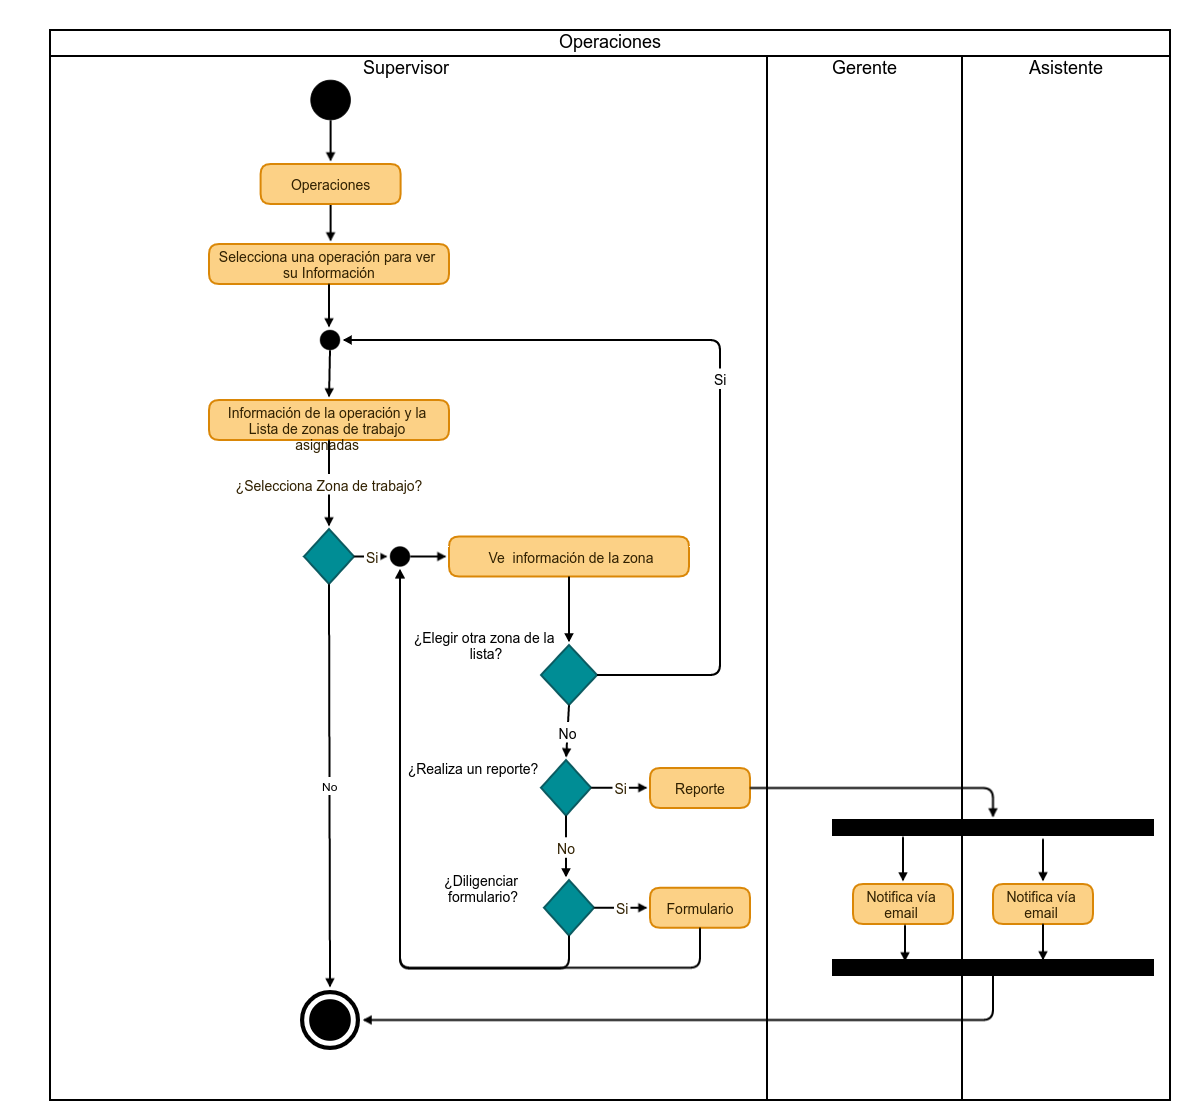 Operaciones
Supervisor
Gerente
Asistente
Operaciones
Selecciona una operación para ver
su Información
Si
Información de la operación y la
Lista de zonas de trabajo
asignadas
¿Selecciona Zona de trabajo?
Si
Ve información de la zona
¿Elegir otra zona de la
lista?
No
¿Realiza un reporte?
No
Si
Reporte
No
¿Diligenciar
formulario?
Si
Formulario
Notifica vía
email
Notifica vía
email